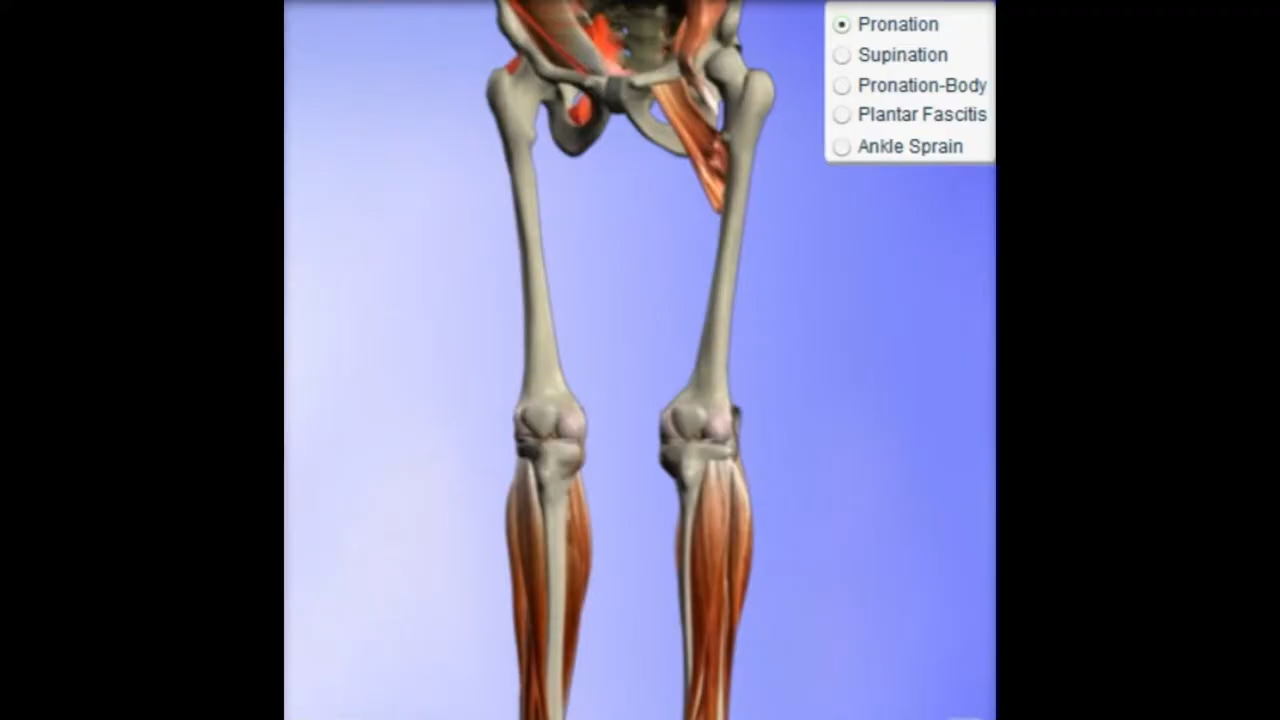 Pronation
Supination
Pronation-Body
Plantar Fascitis
Ankle Sprain